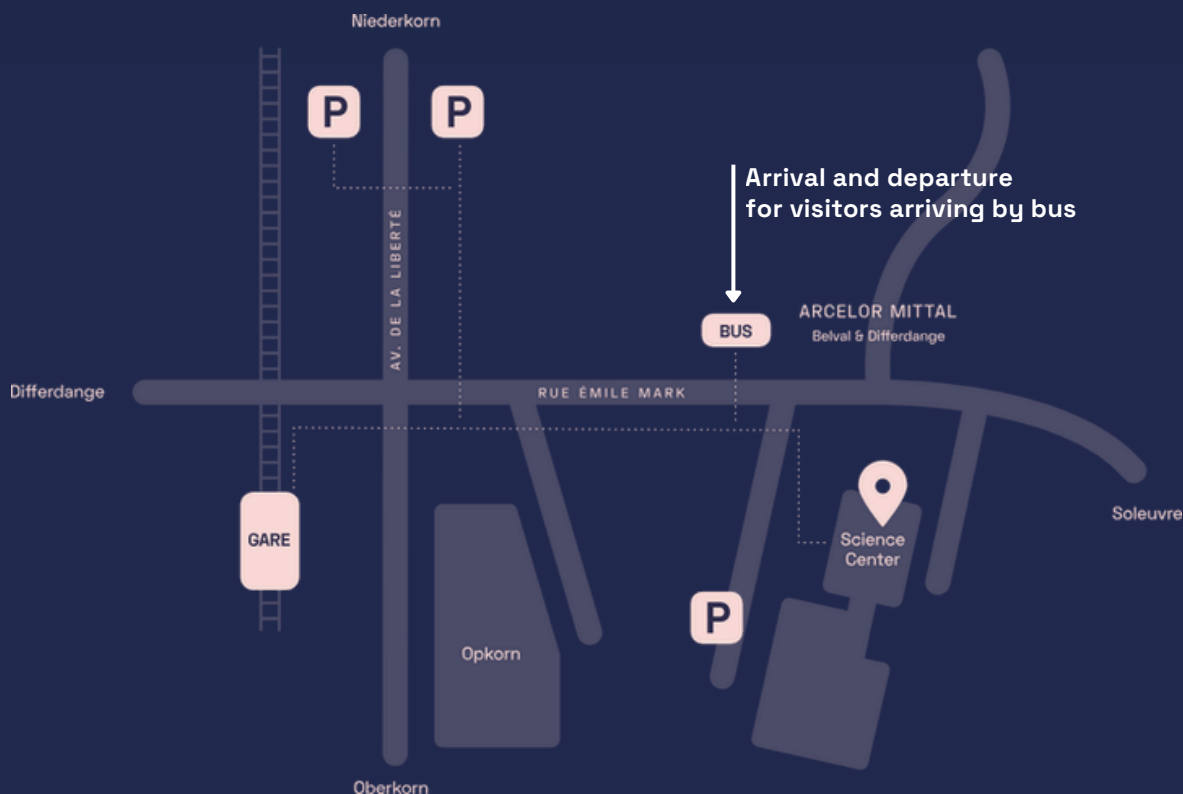 Niederkorn
P
P
Arrival and departure
for visitors arriving by bus
AV. DE LA LIBERTÉ
ARCELOR MITTAL
Belval & Differdange
BUS
Differdange
RUE ÉMILE MARK
Soleuvre
GARE
Science
Center
P
Opkorn
Oberkorn